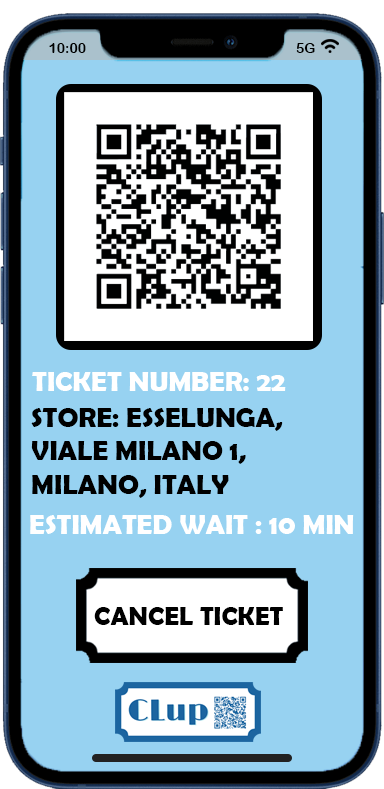 10:00 5G
TICKET NUMBER: 22
STORE: ESSELUNGA,
VIALE MILANO 1,
MILANO, ITALY
ESTIMATED WAIT : 10 MIN
CANCEL TICKET
CLup